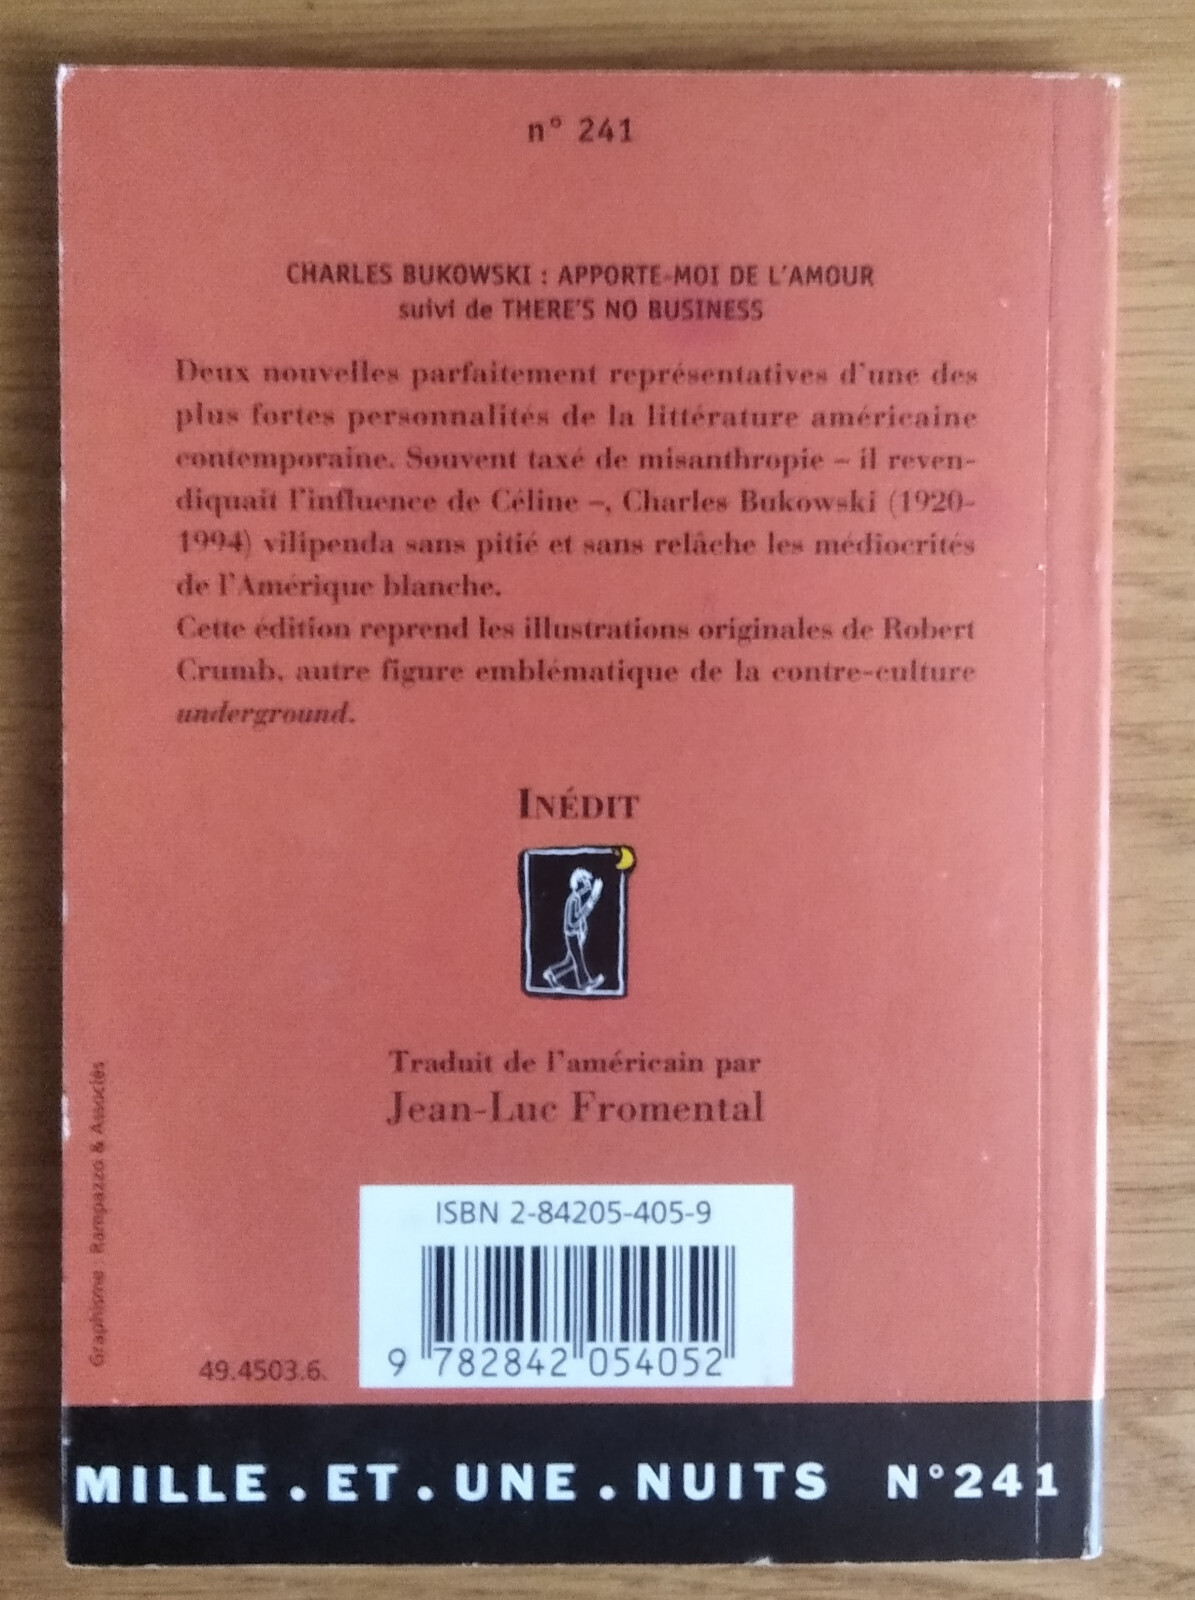 n° 241
CHARLES BUKOWSKI : APPORTE-MOI DE L'AMOUR
suivi de THERE'S NO BUSINESS
Deux nouvelles parfaitement représentatives d'une des
plus fortes personnalités de la littérature américaine
contemporaine. Souvent taxé de misanthropie – il reven-
diquait l'influence de Céline –, Charles Bukowski (1920-
1994) vilipenda sans pitié et sans relâche les médiocrités
de l'Amérique blanche.
Cette édition reprend les illustrations originales de Robert
Crumb, autre figure emblématique de la contre-culture
underground.
INÉDIT
Traduit de l'américain par
Jean-Luc Fromental
Graphisme Rampazzo & Associés
ISBN 2-84205-405-9
9 782842 054052
49.4503.6.
MILLE.ET.UNE.NUITS N°241